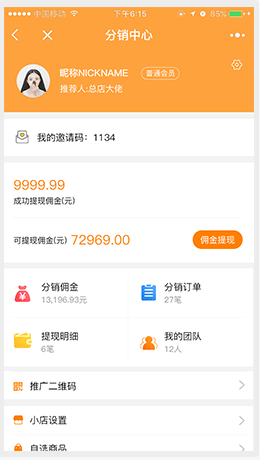 中国移动
下午6:15
85%
分销中心
昵称NICKNAME
普通会员
推荐人:总店大佬
我的邀请码：1134
9999.99
成功提现佣金(元)
可提现佣金(元) 72969.00
佣金提现
分销佣金
13,196.93元
分销订单
27笔
提现明细
6笔
我的团队
12人
推广二维码
小店设置
自选商品